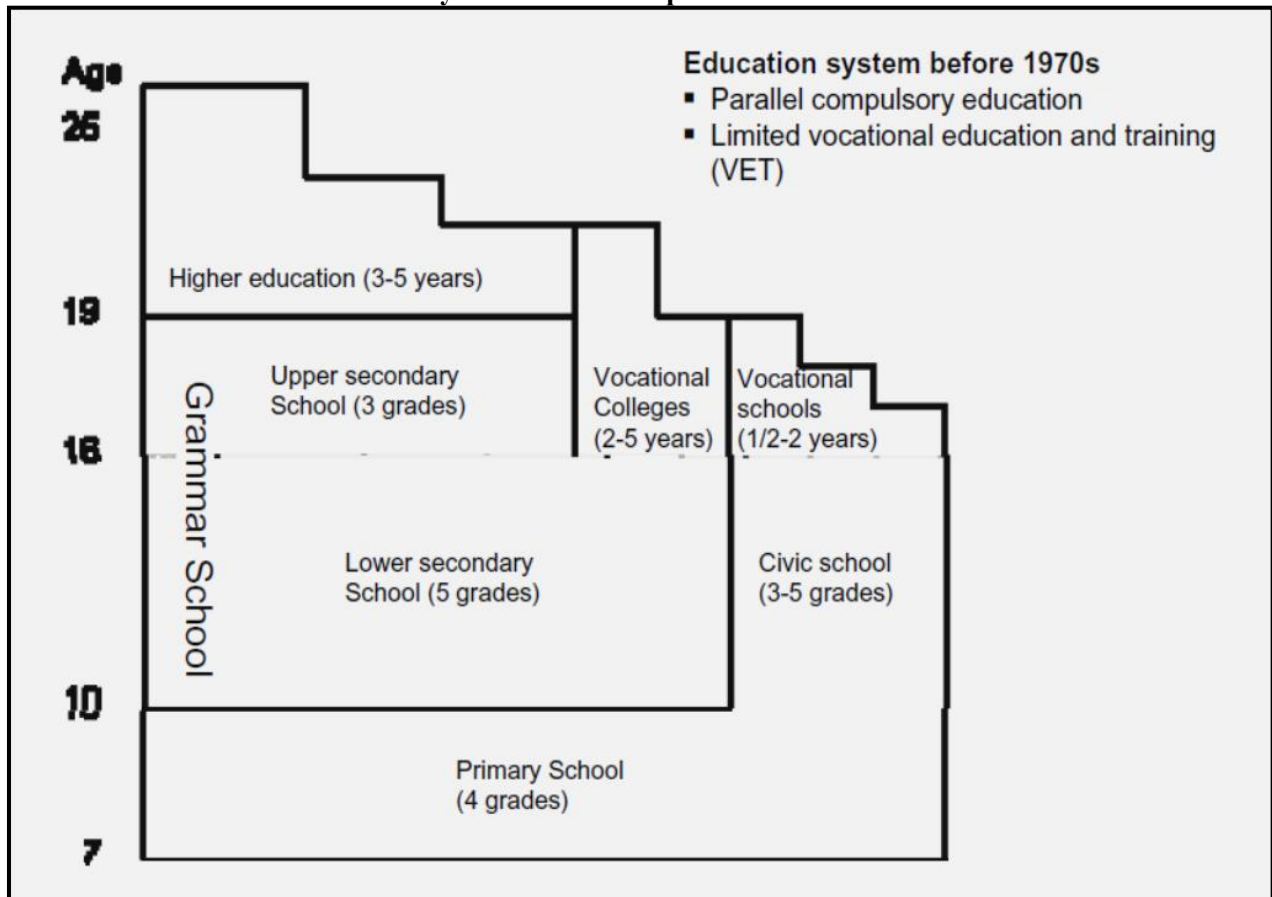 Age
25
19
16
10
7
Education system before 1970s
▪ Parallel compulsory education
▪ Limited vocational education and training
(VET)
Higher education (3-5 years)
Upper secondary
School (3 grades)
Vocational
Colleges
(2-5 years)
Vocational
schools
(1/2-2 years)
Grammar School
Lower secondary
School (5 grades)
Civic school
(3-5 grades)
Primary School
(4 grades)